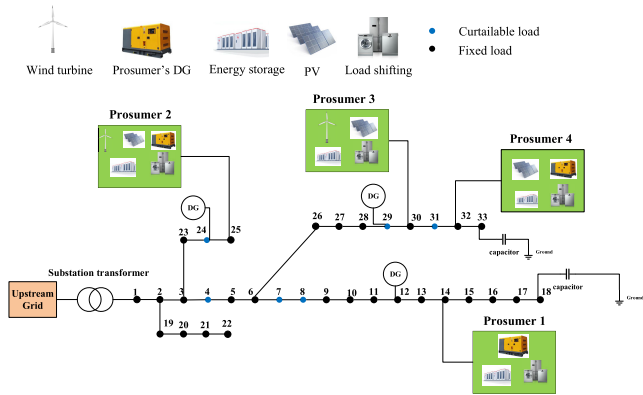 Wind turbine
Prosumer's DG
Energy storage
PV
Load shifting
Curtailable load
Fixed load
Prosumer 2
Prosumer 3
Prosumer 4
DG
23 24 25
DG
26 27 28 29 30 31 32 33
capacitor
Ground
Substation transformer
Upstream
Grid
DG
1 2 3 4 5 6 7 8 9 10 11 12 13 14 15 16 17 18
capacitor
Ground
19 20 21 22
Prosumer 1